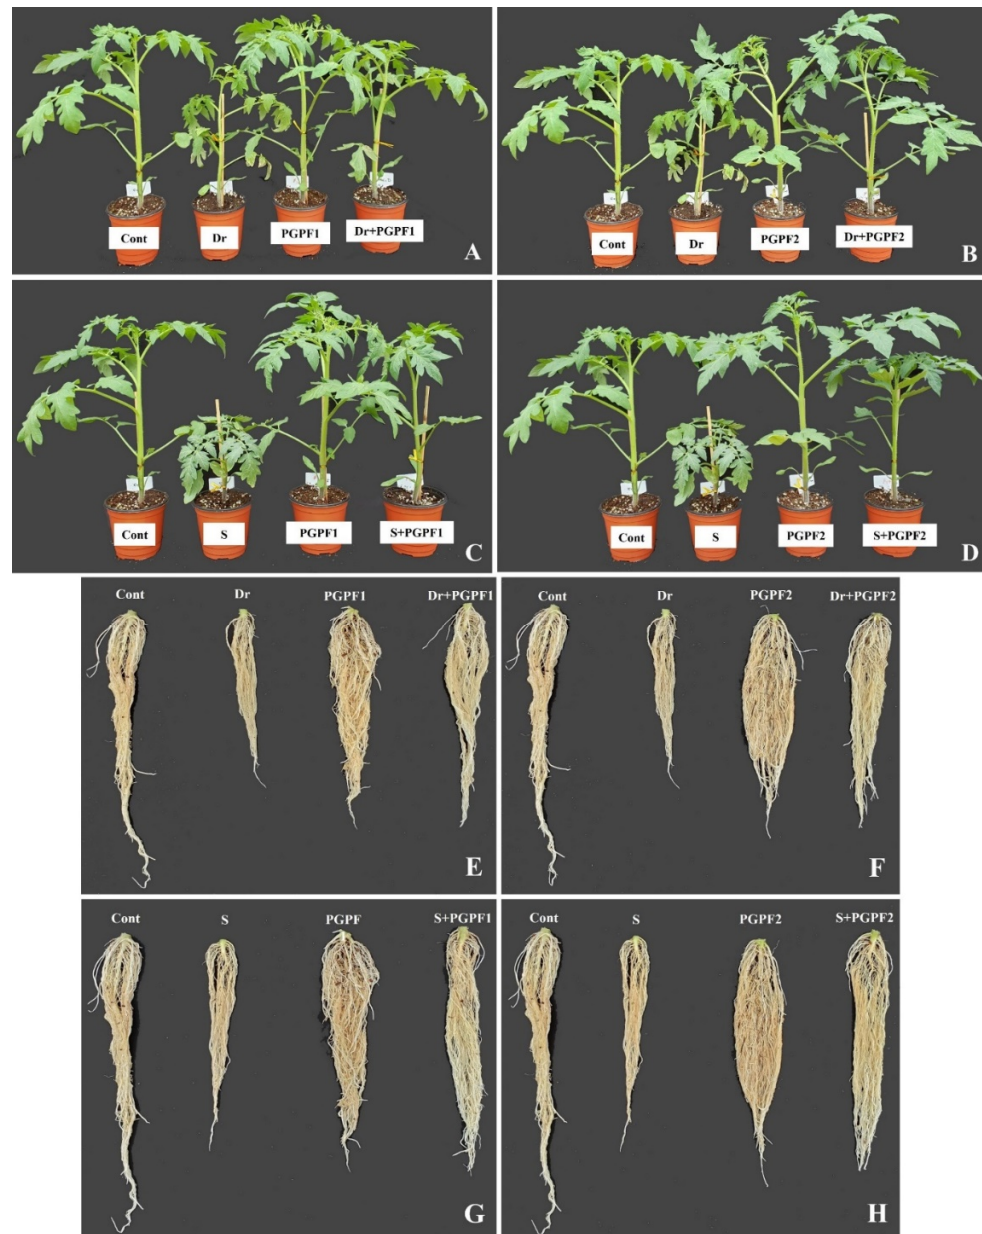 Cont Dr PGPF1 Dr+PGPF1
A
Cont Dr PGPF2 Dr+PGPF2
B
Cont S PGPF1 S+PGPF1
C
Cont S PGPF2 S+PGPF2
D
Cont Dr PGPF1 Dr+PGPF1
E
Cont Dr PGPF2 Dr+PGPF2
F
Cont S PGPF S+PGPF1
G
Cont S PGPF2 S+PGPF2
H